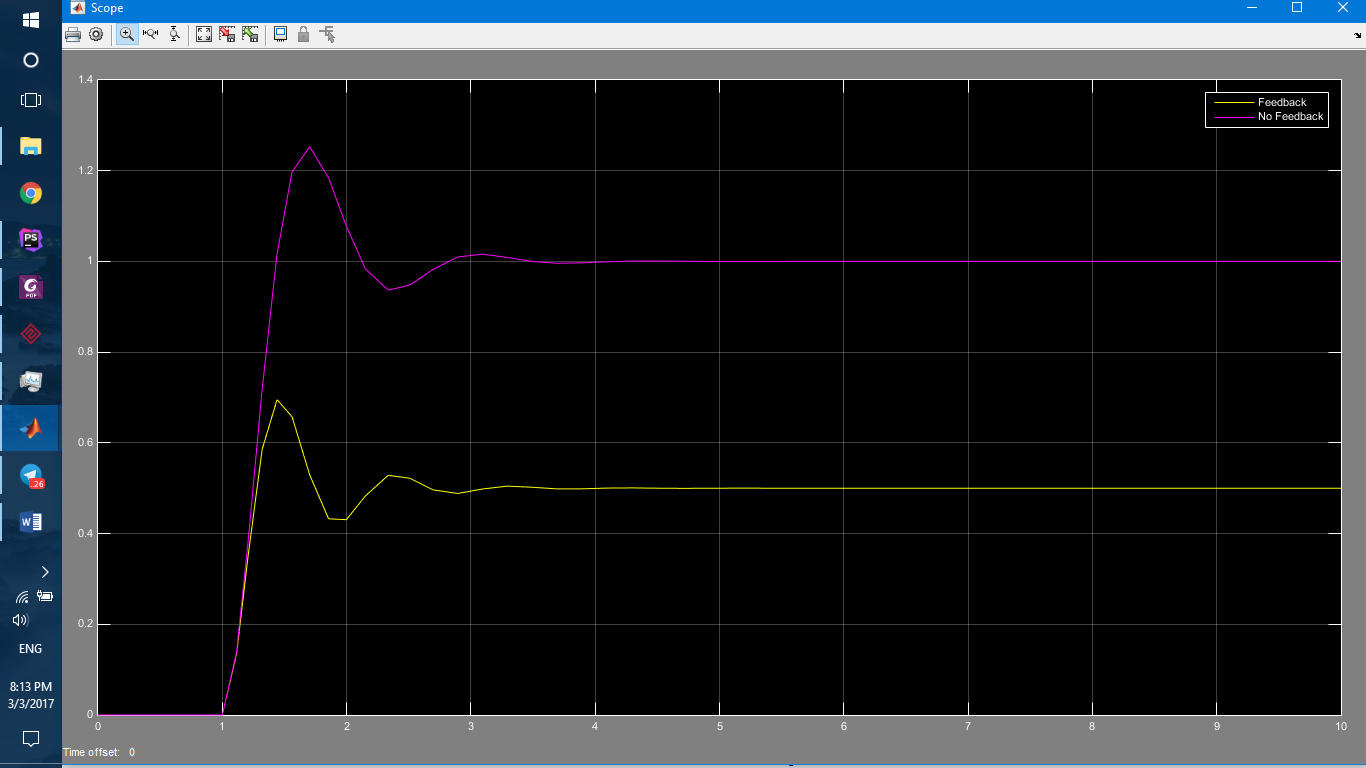 Scope
1.4
1.2
1
0.8
0.6
0.4
0.2
0
Feedback
No Feedback
0 1 2 3 4 5 6 7 8 9 10
Time offset: 0
PS
PDF
.26
W
ENG
8:13 PM
3/3/2017